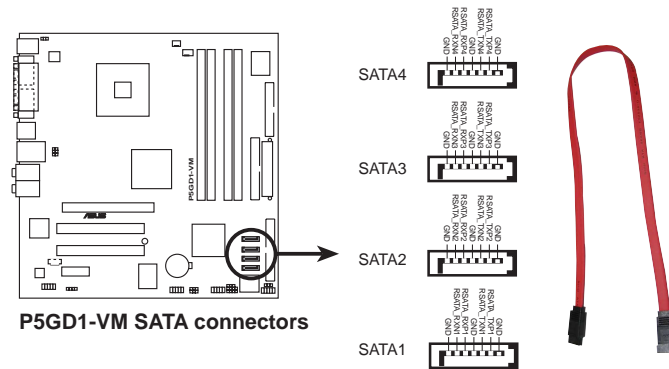 SATA4
GND
RSATA_RXN4
RSATA_RXP4
GND
RSATA_TXN4
RSATA_TXP4
GND
SATA3
GND
RSATA_RXN3
RSATA_RXP3
GND
RSATA_TXN3
RSATA_TXP3
GND
SATA2
GND
RSATA_RXN2
RSATA_RXP2
GND
RSATA_TXN2
RSATA_TXP2
GND
SATA1
GND
RSATA_RXN1
RSATA_RXP1
GND
RSATA_TXN1
RSATA_TXP1
GND
P5GD1-VM
ASUS
P5GD1-VM SATA connectors